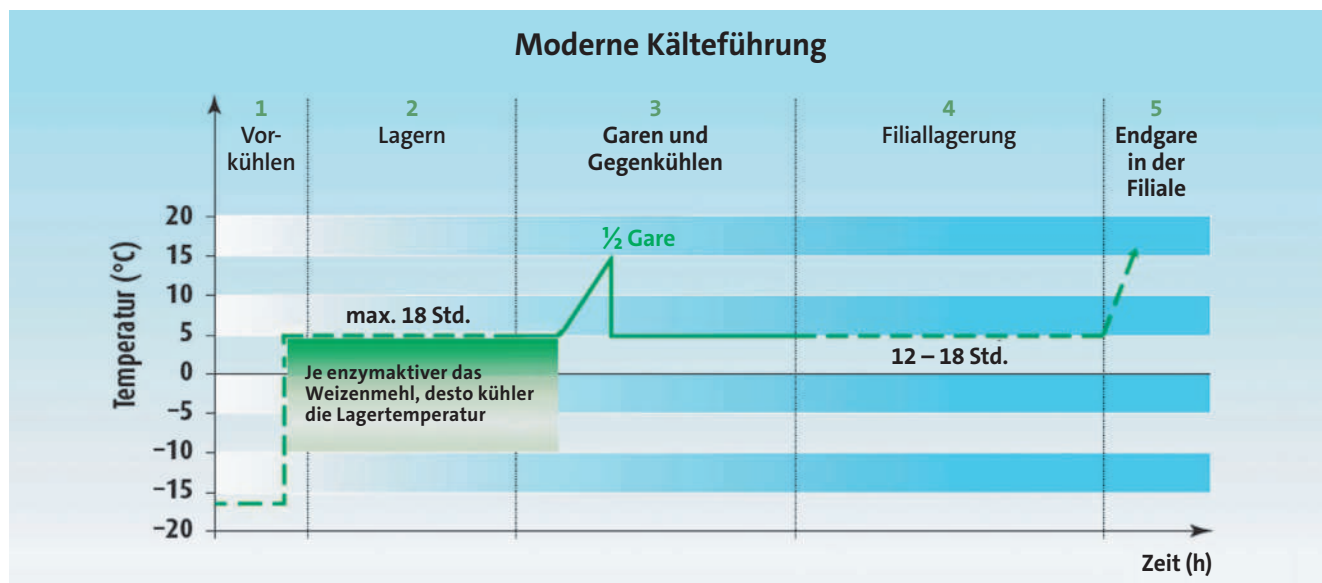 Moderne Kälteführung
1
Vor-
kühlen
2
Lagern
3
Garen und
Gegenkühlen
4
Filiallagerung
5
Endgare
in der
Filiale
Temperatur (°C)
20
15
10
5
0
−5
−10
−15
−20
½ Gare
max. 18 Std.
12 – 18 Std.
Je enzymaktiver das
Weizenmehl, desto kühler
die Lagertemperatur
Zeit (h)